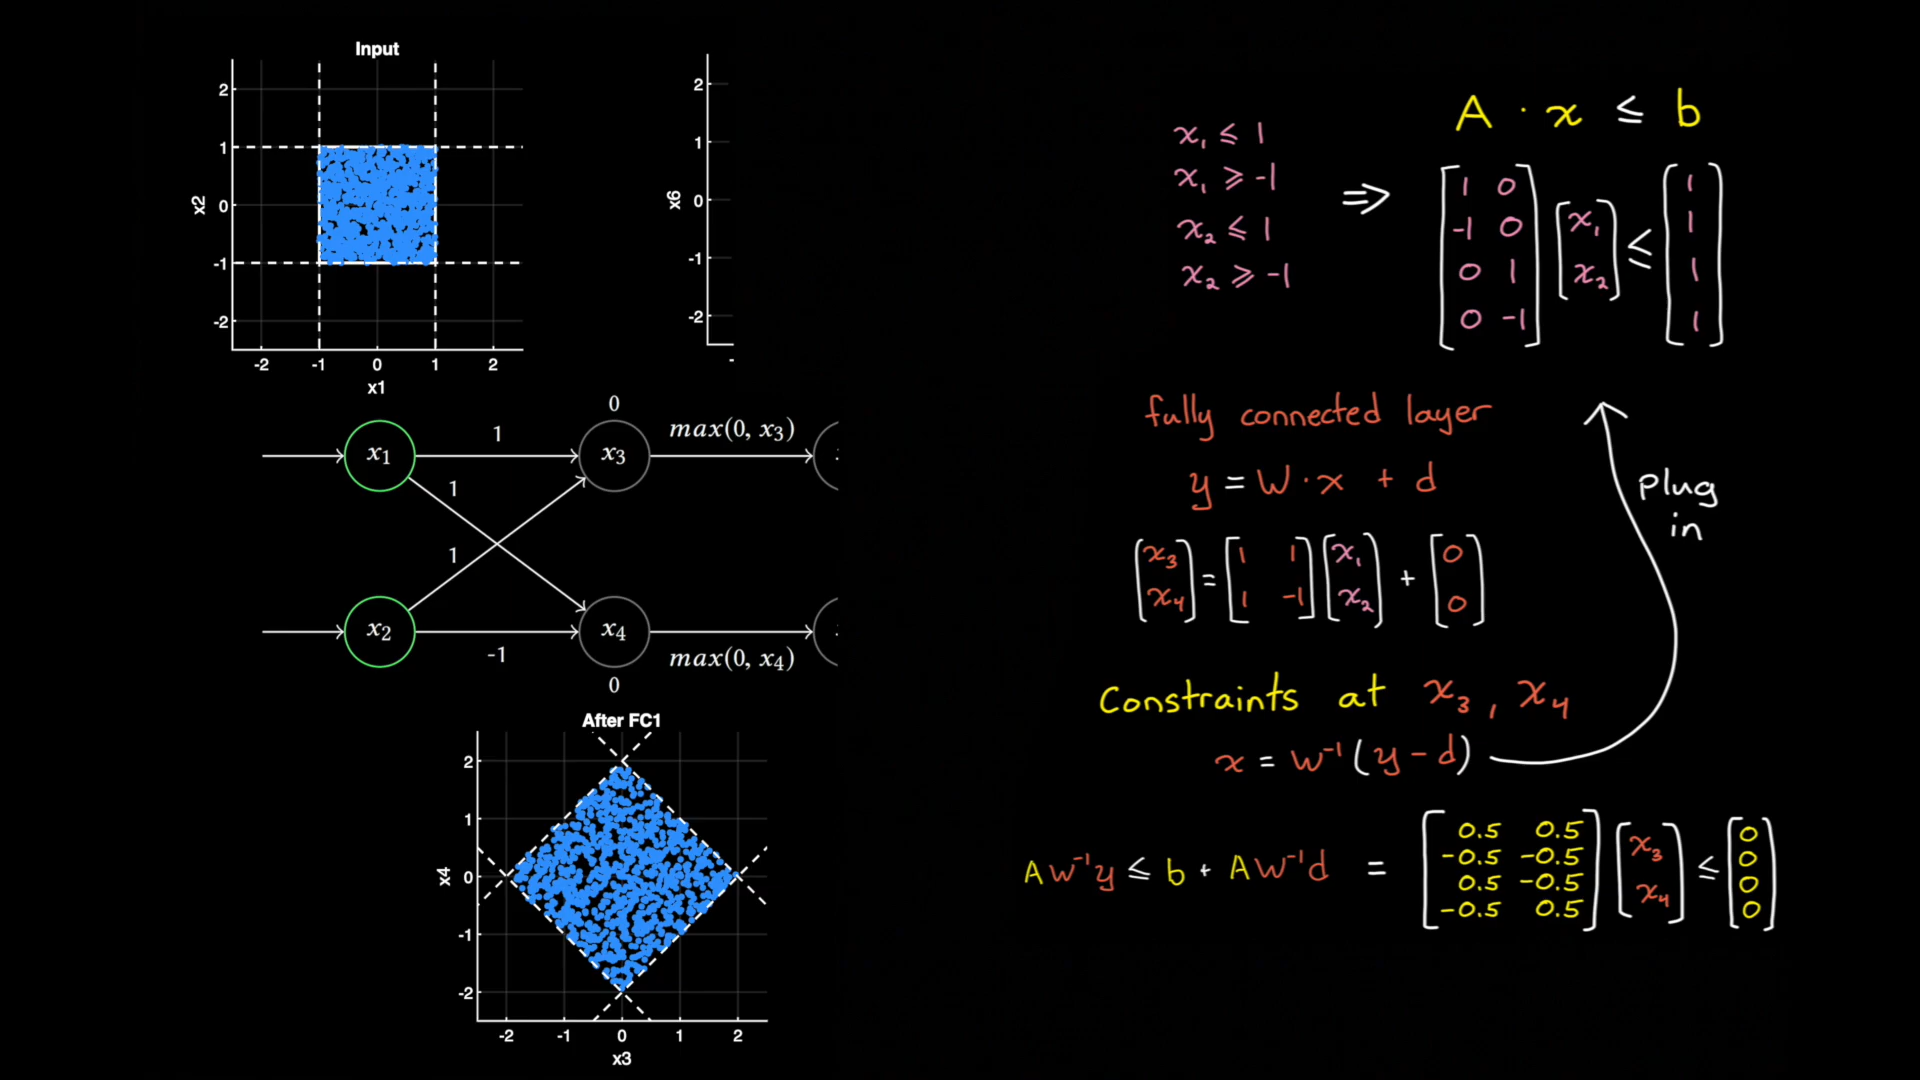 Input
2
1
0
-1
-2
x2
-2
-1
0
1
2
x1
2
1
0
-1
-2
x6
-
0
1
max(0, x₃)
x₁
x₃
1
1
x₂
x₄
-1
max(0, x₄)
0
After FC1
2
1
0
-1
-2
x4
-2
-1
0
1
2
x3
A · x ≤ b
x₁ ≤ 1
x₁ ≥ -1
x₂ ≤ 1
x₂ ≥ -1
⇒
1 0
-1 0
0 1
0 -1
x₁
x₂
≤
1
1
1
1
fully connected layer
y = W · x + d
plug
in
[x₃ x₄] = [1 1 1 -1] [x₁ x₂] + [0 0]
Constraints at x₃, x₄
x = W⁻¹(y - d)
AW⁻¹y ≤ b + AW⁻¹d =
0.5 0.5
-0.5 -0.5
0.5 -0.5
-0.5 0.5
x₃
x₄
≤
0
0
0
0